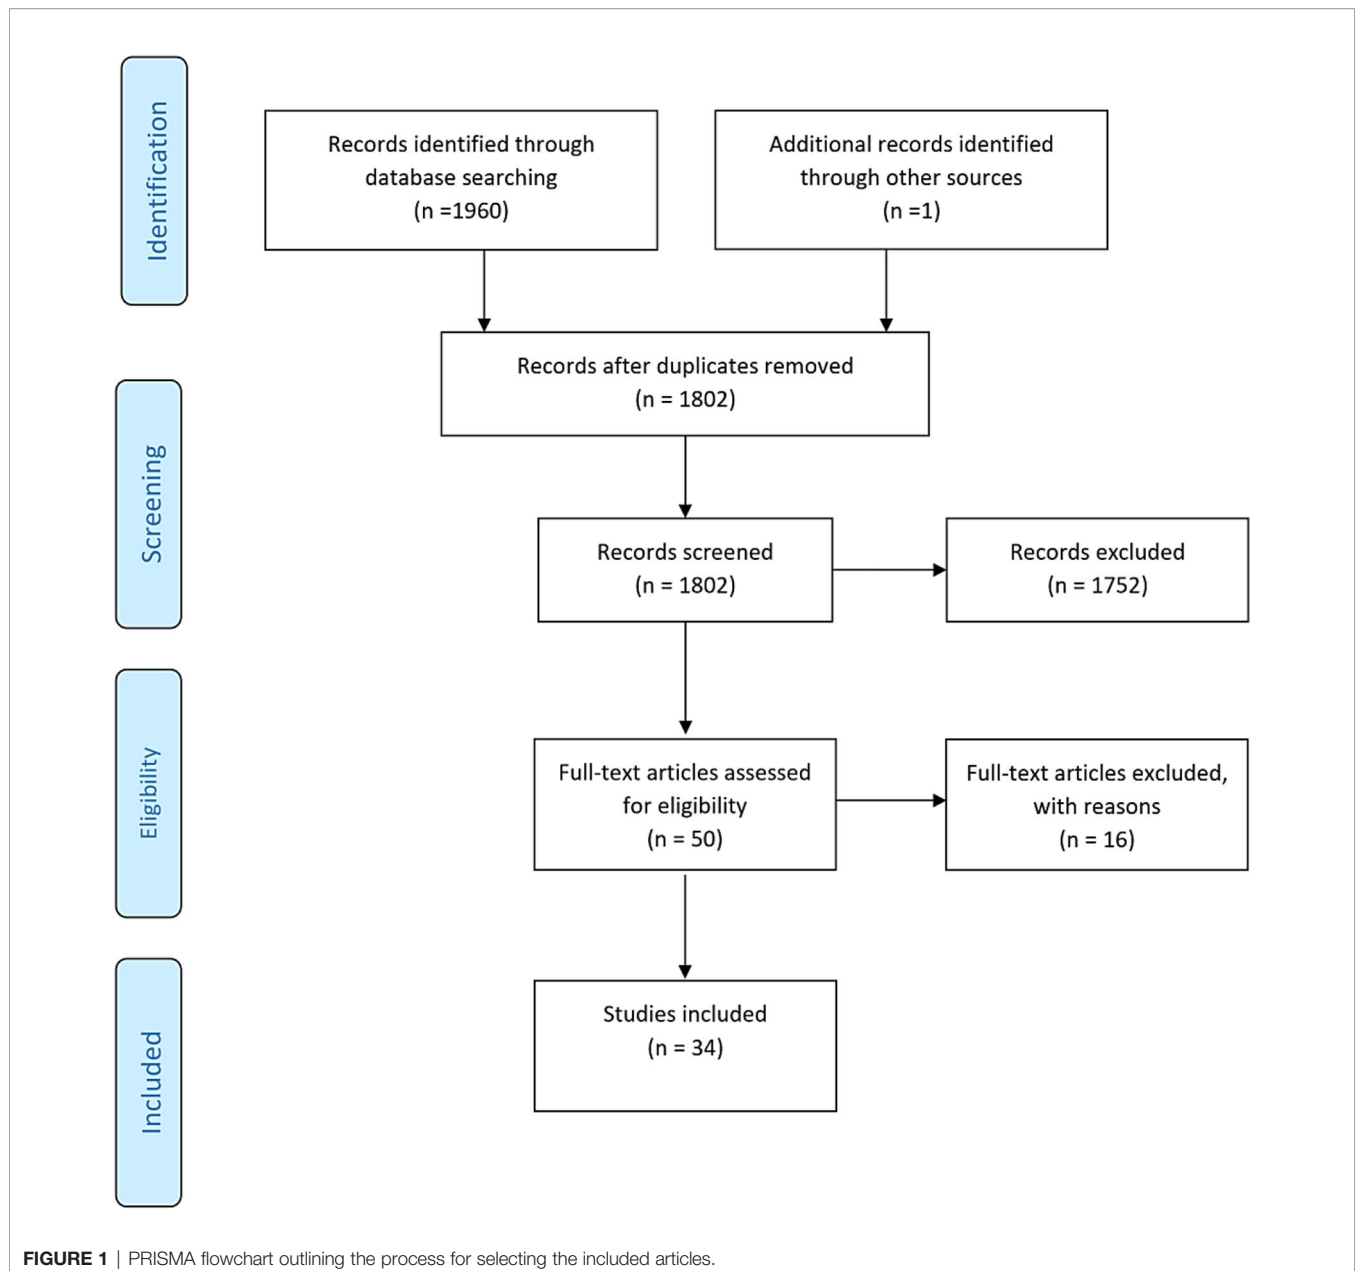 Identification
Records identified through
database searching
(n =1960)
Additional records identified
through other sources
(n =1)
Records after duplicates removed
(n = 1802)
Screening
Records screened
(n = 1802)
Records excluded
(n = 1752)
Eligibility
Full-text articles assessed
for eligibility
(n = 50)
Full-text articles excluded,
with reasons
(n = 16)
Included
Studies included
(n = 34)
FIGURE 1 | PRISMA flowchart outlining the process for selecting the included articles.